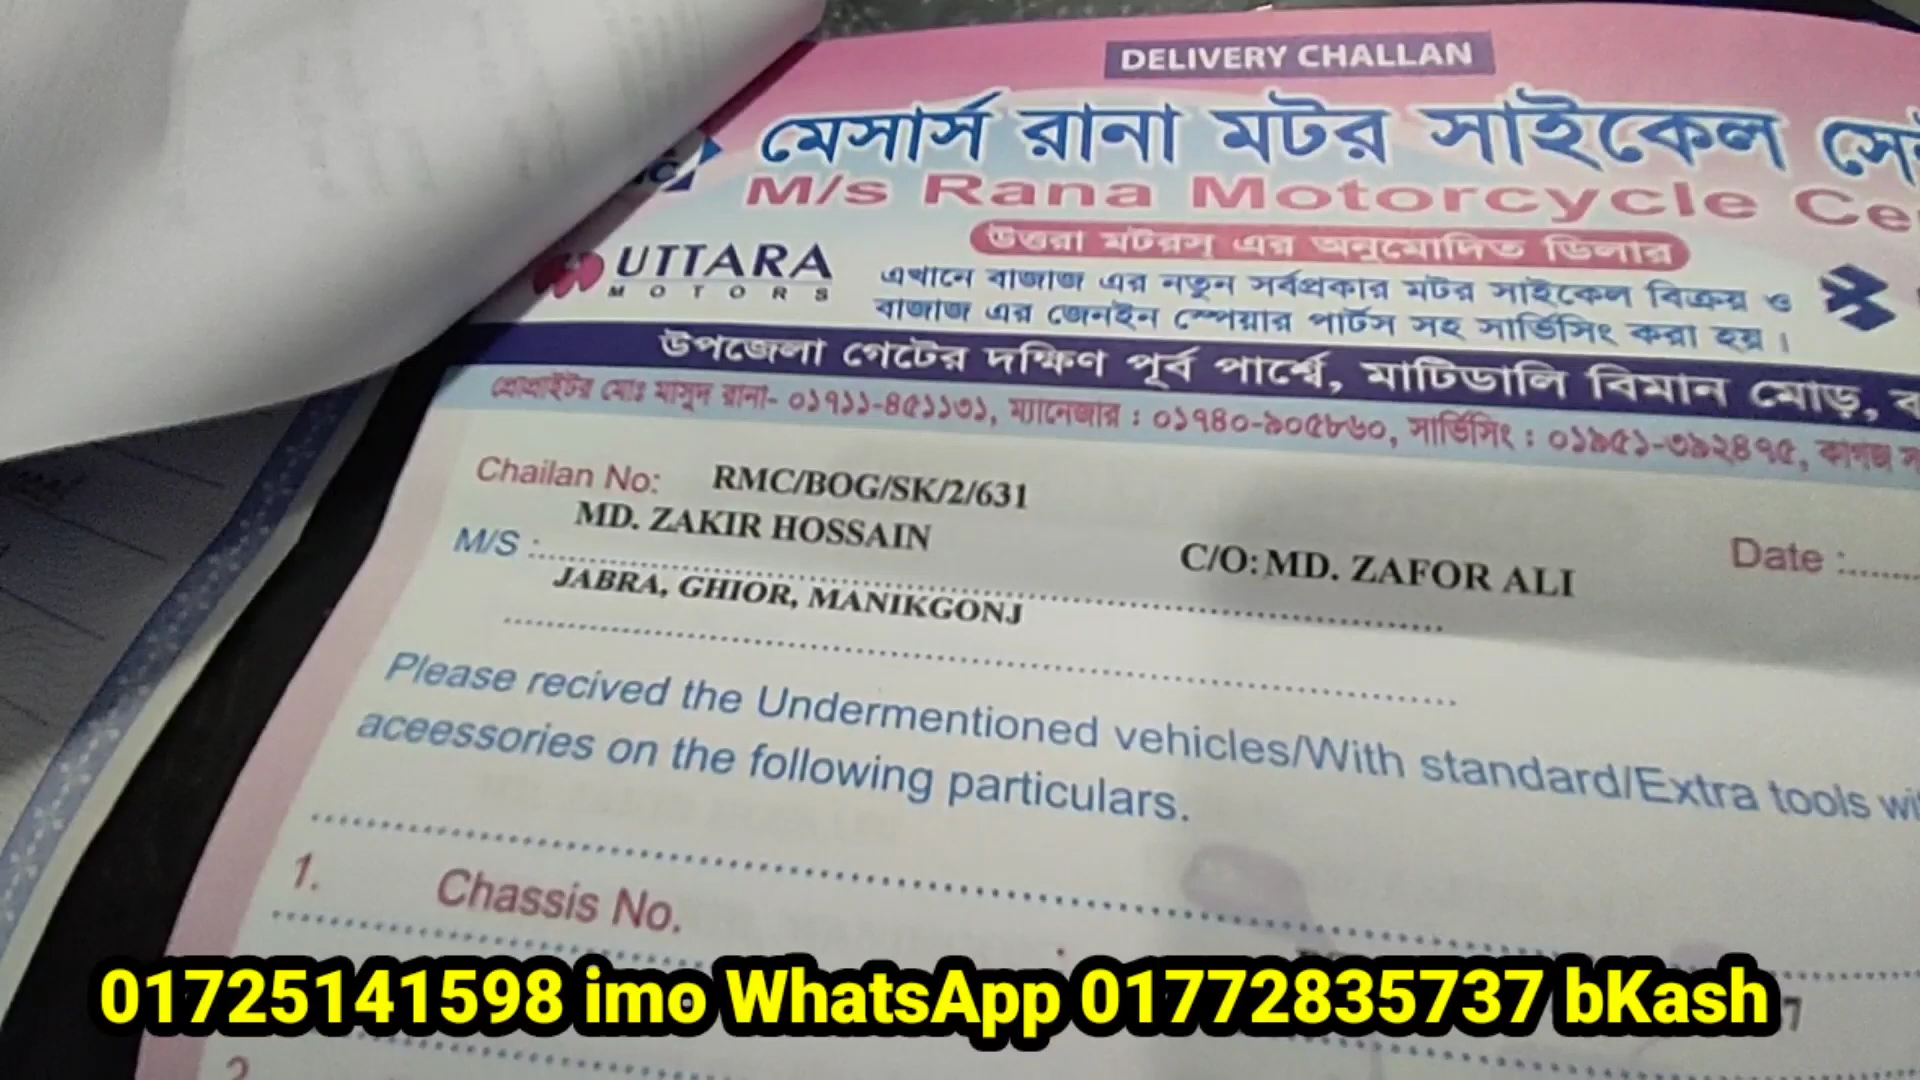 DELIVERY CHALLAN
মেসার্স রানা মটর সাইকেল
M/s Rana Motorcycle
উত্তরা মটরস্ এর অনুমোদিত ডিলার
UTTARA
MOTORS
এখানে বাজাজ এর নতুন সর্বপ্রকার মটর সাইকেল বিক্রয় ও
বাজাজ এর জেনইন স্পেয়ার পার্টস সহ সার্ভিসিং করা হয়।
উপজেলা গেটের দক্ষিণ পূর্ব পার্শ্বে, মাটিডালি বিমান মোড়,
প্রোপ্রাইটর মোঃ মাসুদ রানা- ০১৭১১-৪৫১১৩১, ম্যানেজার : ০১৭৪০-৯০৫৮৬০, সার্ভিসিং : ০১৯৫১-৩৯২৪৭৫, কাগজ
Chailan No: RMC/BOG/SK/2/631
MD. ZAKIR HOSSAIN
M/S : C/O: MD. ZAFOR ALI
Date :
JABRA, GHIOR, MANIKGONJ
Please recived the Undermentioned vehicles/With standard/Extra tools
aceessories on the following particulars.
1. Chassis No. :
01725141598 imo WhatsApp 01772835737 bKash
2